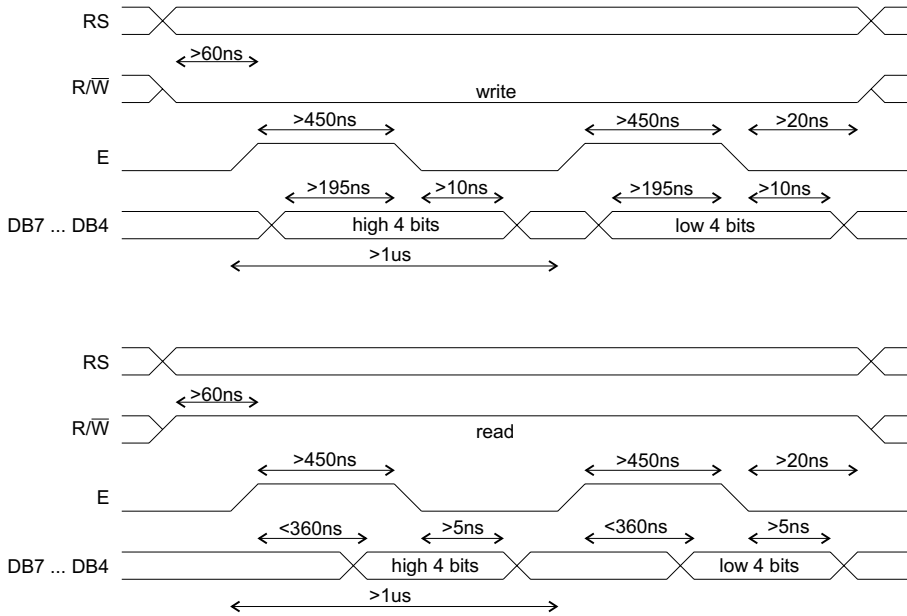 RS
>60ns
R/W̅
write
>450ns >450ns >20ns
E
>195ns >10ns >195ns >10ns
DB7 ... DB4 high 4 bits low 4 bits
>1us
RS
>60ns
R/W̅
read
>450ns >450ns >20ns
E
<360ns >5ns <360ns >5ns
DB7 ... DB4 high 4 bits low 4 bits
>1us